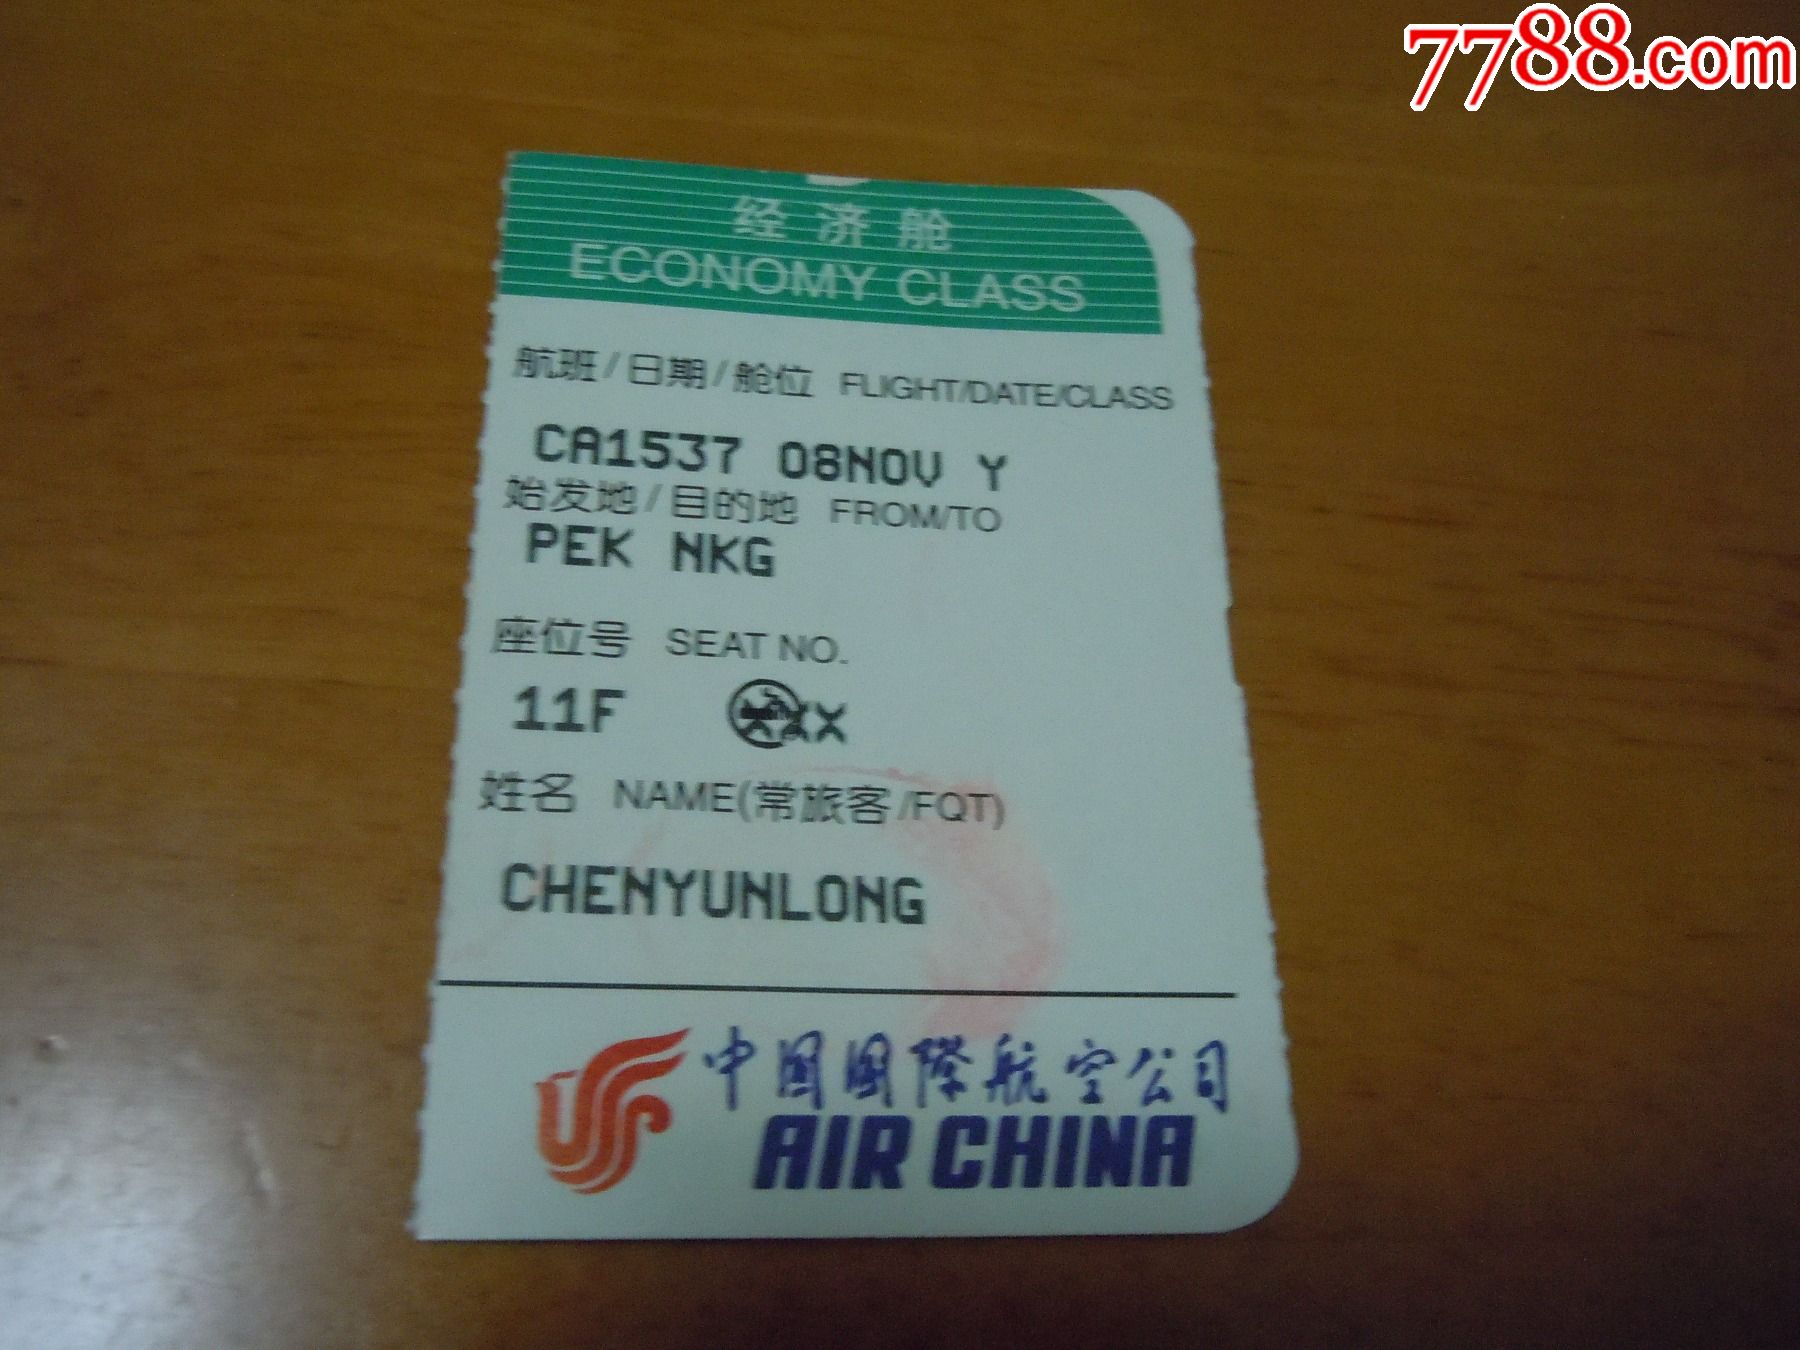 7788.com
经济舱
ECONOMY CLASS
航班/日期/舱位 FLIGHT/DATE/CLASS
CA1537 08NOV Y
始发地/目的地 FROM/TO
PEK NKG
座位号 SEAT NO.
11F XXX
姓名 NAME(常旅客/FQT)
CHENYUNLONG
中国国際航空公司
AIR CHINA